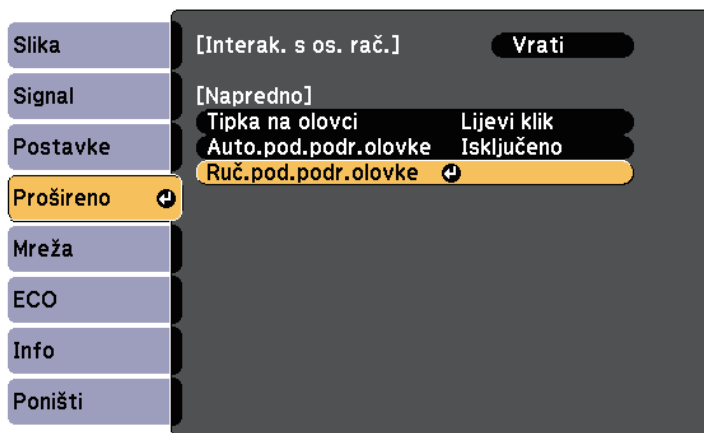 Slika
Signal
Postavke
Prošireno
Mreža
ECO
Info
Poništi
[Interak. s os. rač.] Vrati
[Napredno]
Tipka na olovci Lijevi klik
Auto.pod.podr.olovke Isključeno
Ruč.pod.podr.olovke